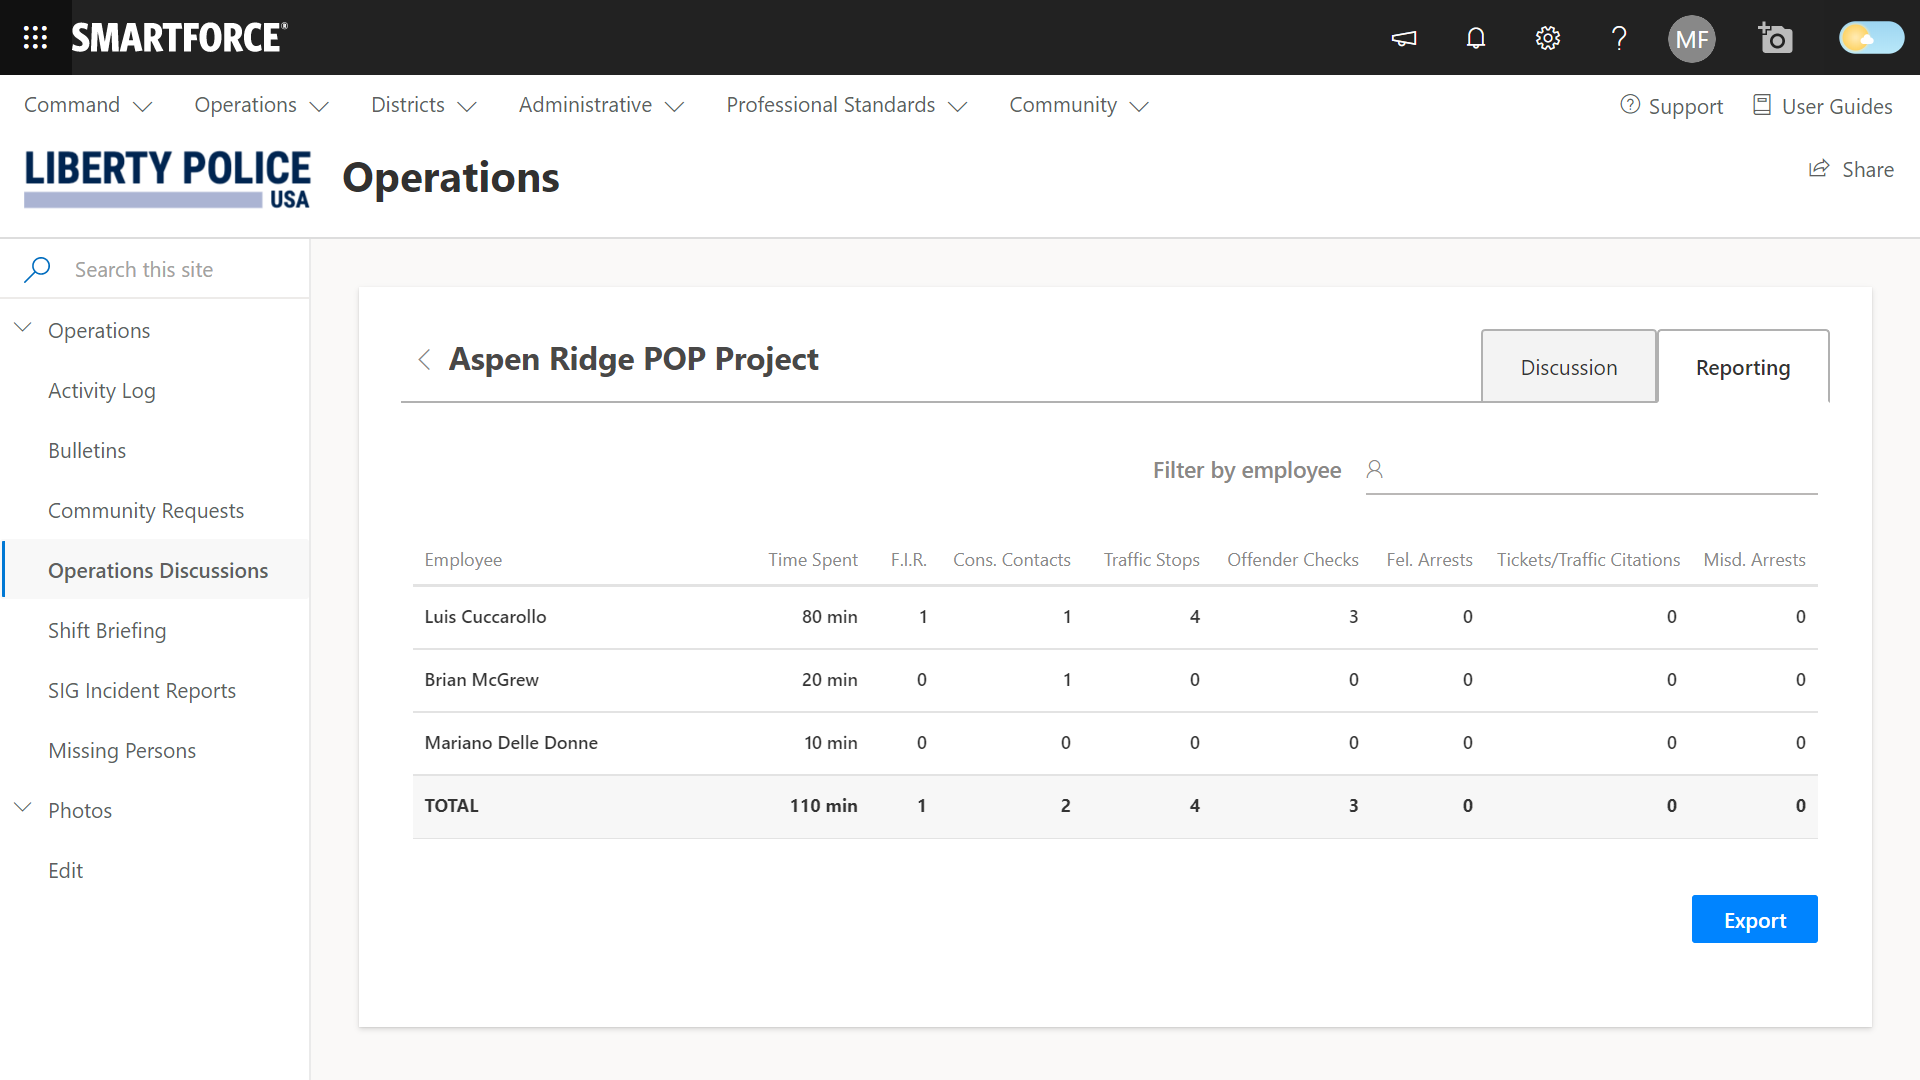 SMARTFORCE®
MF
Command Operations Districts Administrative Professional Standards Community Support User Guides
LIBERTY POLICE
USA
Operations
Share
Search this site
Operations
Activity Log
Bulletins
Community Requests
Operations Discussions
Shift Briefing
SIG Incident Reports
Missing Persons
Photos
Edit
Aspen Ridge POP Project
Discussion
Reporting
Filter by employee
Employee Time Spent F.I.R. Cons. Contacts Traffic Stops Offender Checks Fel. Arrests Tickets/Traffic Citations Misd. Arrests
Luis Cuccarollo 80 min 1 1 4 3 0 0 0
Brian McGrew 20 min 0 1 0 0 0 0 0
Mariano Delle Donne 10 min 0 0 0 0 0 0 0
TOTAL 110 min 1 2 4 3 0 0 0
Export